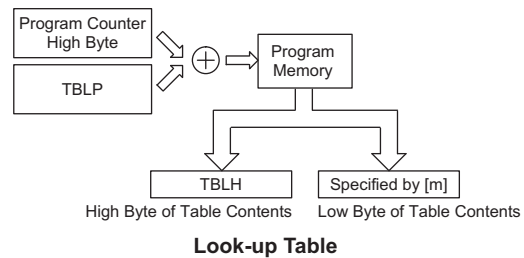 Program Counter
High Byte
TBLP
Program
Memory
TBLH
Specified by [m]
High Byte of Table Contents
Low Byte of Table Contents
Look-up Table